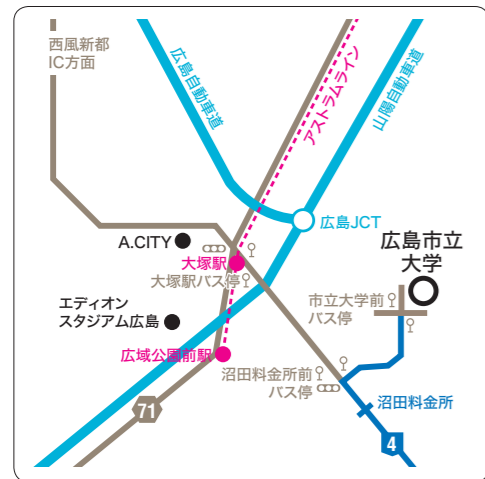 西風新都
IC方面
広島自動車道
アストラムライン
山陽自動車道
広島JCT
A.CITY
大塚駅
大塚駅バス停
広島市立
大学
市立大学前
バス停
エディオン
スタジアム広島
広域公園前駅
沼田料金所前
バス停
沼田料金所
71
4